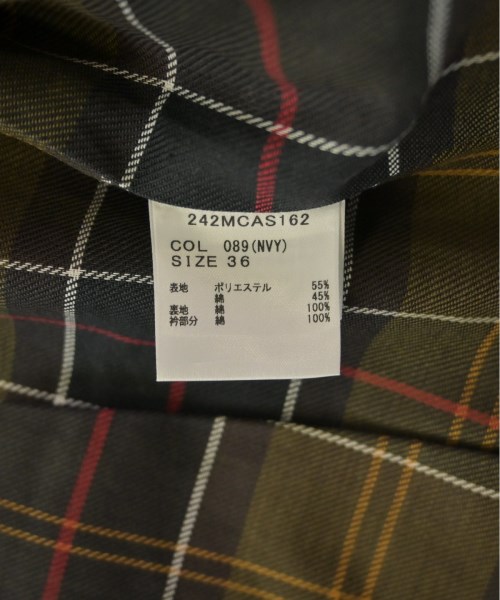 242MCAS162
COL 089(NVY)
SIZE 36
表地 ポリエステル 55%
綿 45%
裏地 綿 100%
衿部分 綿 100%